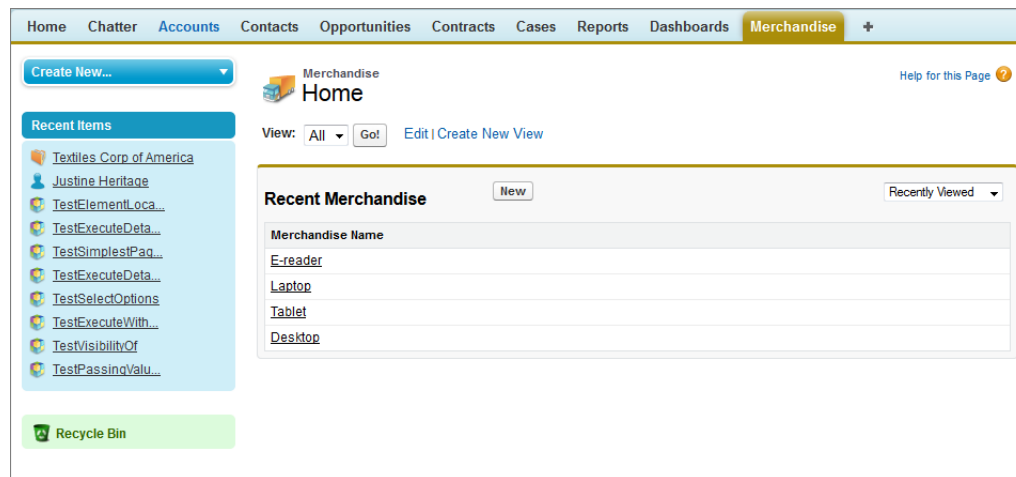 Home Chatter Accounts Contacts Opportunities Contracts Cases Reports Dashboards Merchandise +
Create New...
Recent Items
Textiles Corp of America
Justine Heritage
TestElementLoca...
TestExecuteDeta...
TestSimplestPag...
TestExecuteDeta...
TestSelectOptions
TestExecuteWith...
TestVisibilityOf
TestPassingValu...
Recycle Bin
Merchandise
Home
Help for this Page ?
View: All Go! Edit | Create New View
Recent Merchandise New Recently Viewed
Merchandise Name
E-reader
Laptop
Tablet
Desktop